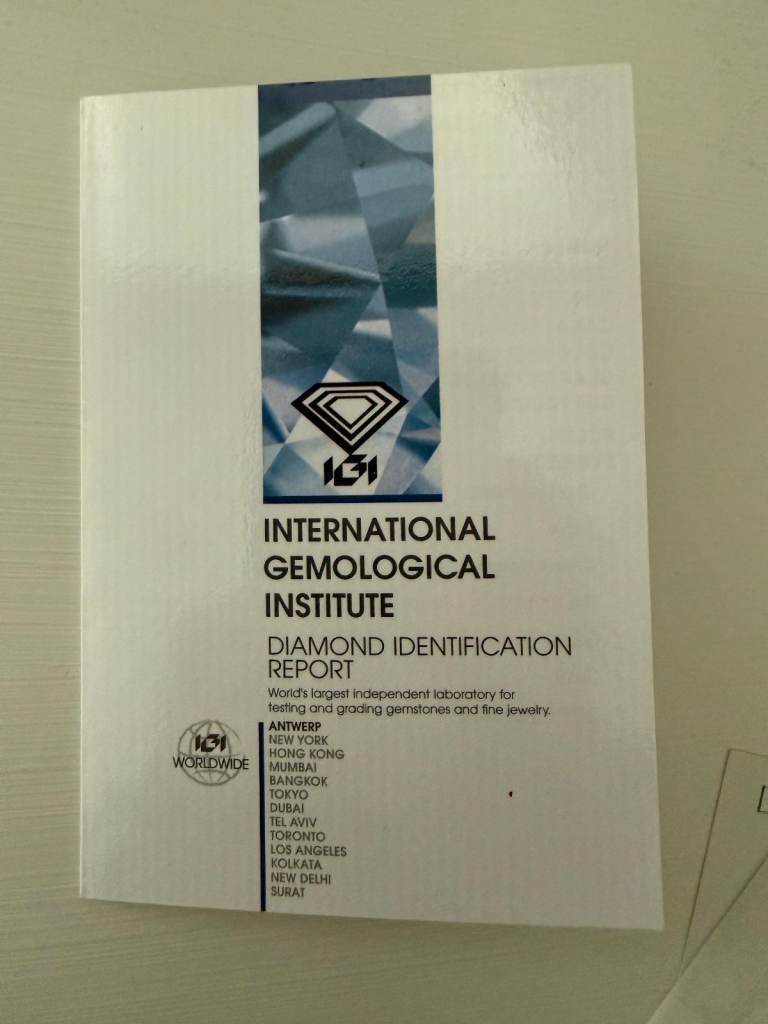 IGI
INTERNATIONAL
GEMOLOGICAL
INSTITUTE
DIAMOND IDENTIFICATION
REPORT
World's largest independent laboratory for
testing and grading gemstones and fine jewelry.
IGI
WORLDWIDE
ANTWERP
NEW YORK
HONG KONG
MUMBAI
BANGKOK
TOKYO
DUBAI
TEL AVIV
TORONTO
LOS ANGELES
KOLKATA
NEW DELHI
SURAT